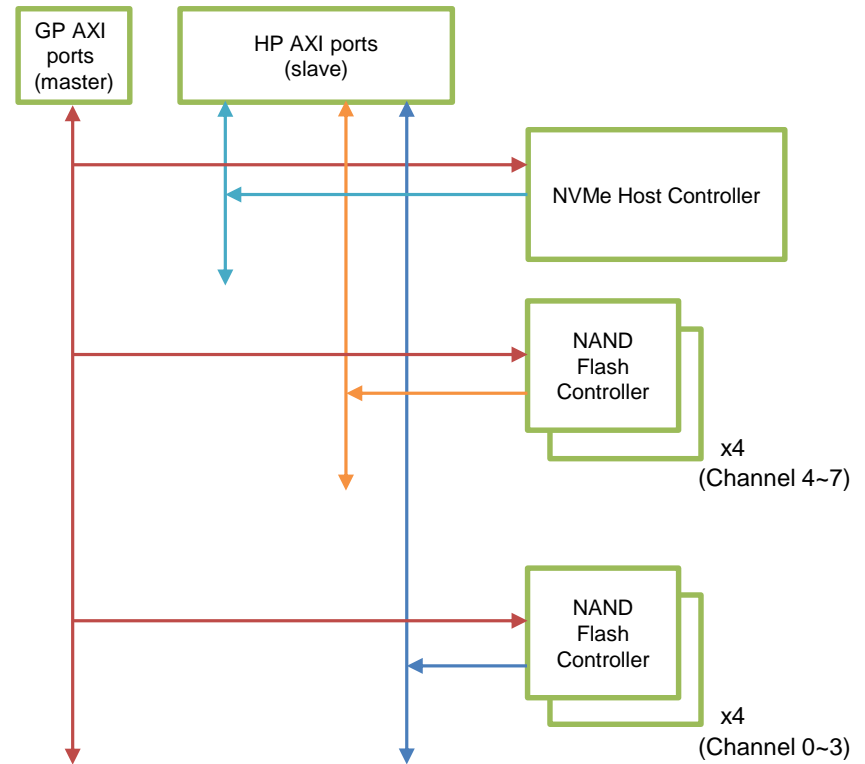 GP AXI
ports
(master)
HP AXI ports
(slave)
NVMe Host Controller
NAND
Flash
Controller
x4
(Channel 4~7)
NAND
Flash
Controller
x4
(Channel 0~3)